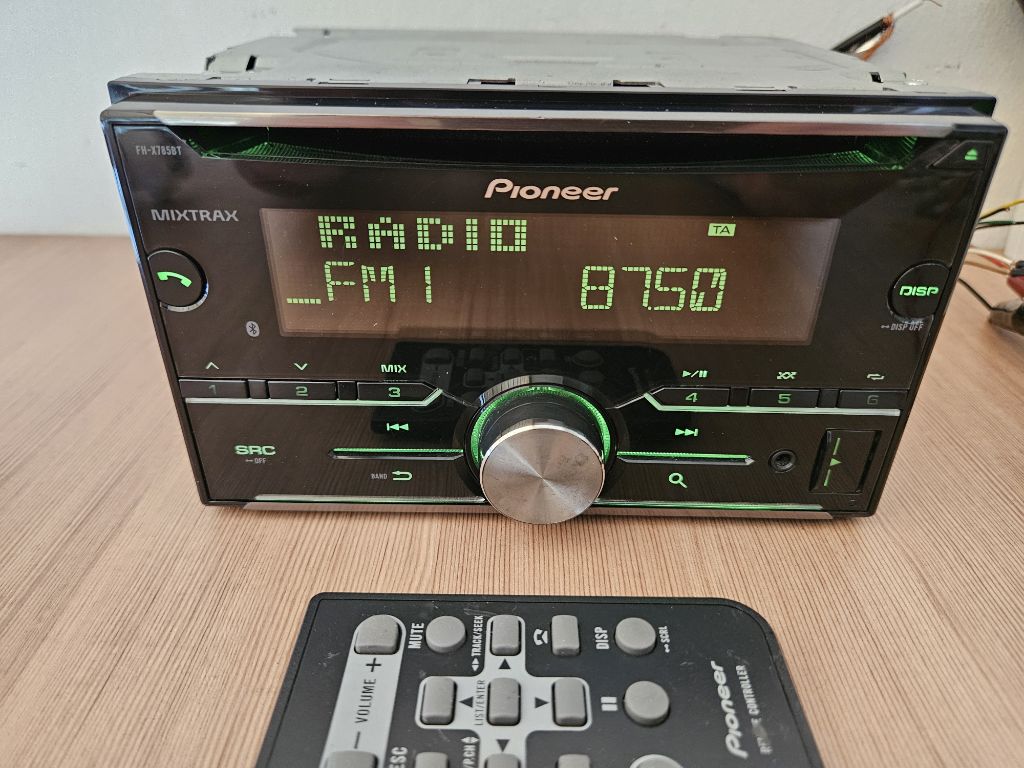 FH-X785BT
Pioneer
MIXTRAX
RADIO
TA
FM1 87.50
DISP
DISP OFF
MIX
1 2 3 4 5 6
SRC
OFF
BAND
MUTE
TRACK/SEEK
DISP
SCRL
VOLUME
+
LIST/ENTER
Pioneer
CONTROLLER